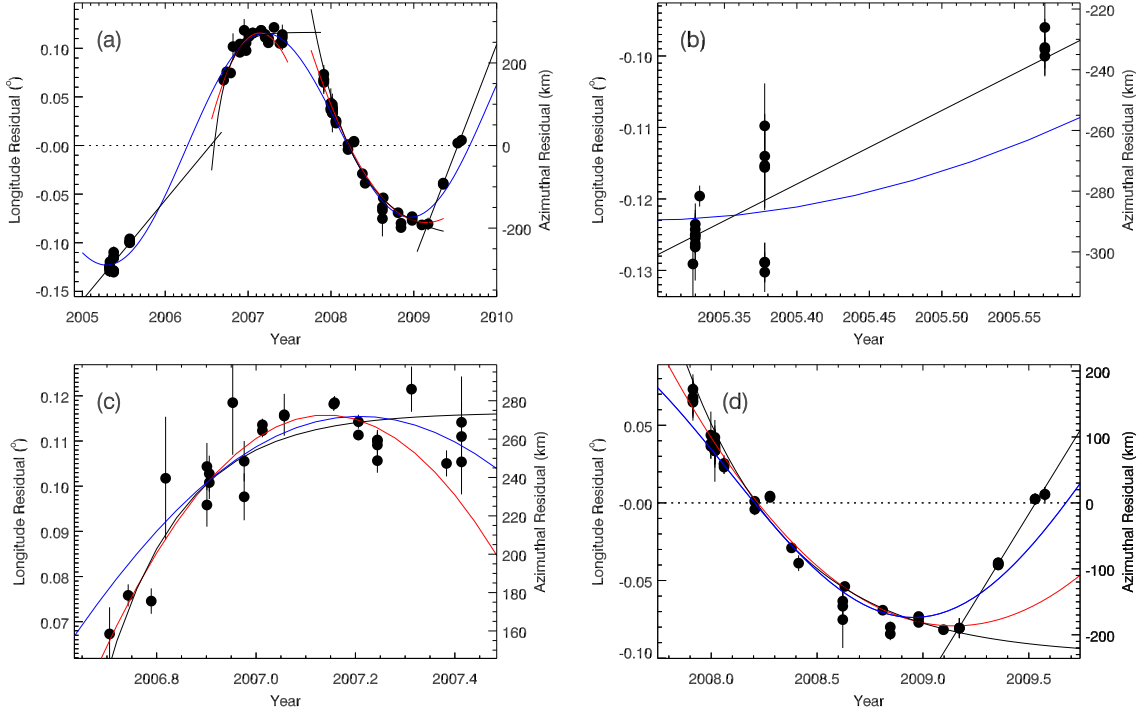 (a)
Longitude Residual (°)
0.10
0.05
-0.00
-0.05
-0.10
-0.15
2005 2006 2007 2008 2009 2010
Year
200
0
-200
Azimuthal Residual (km)
(b)
Longitude Residual (°)
-0.10
-0.11
-0.12
-0.13
2005.35 2005.40 2005.45 2005.50 2005.55
Year
-220
-240
-260
-280
-300
Azimuthal Residual (km)
(c)
Longitude Residual (°)
0.12
0.11
0.10
0.09
0.08
0.07
2006.8 2007.0 2007.2 2007.4
Year
280
260
240
220
200
180
160
Azimuthal Residual (km)
(d)
Longitude Residual (°)
0.05
-0.00
-0.05
-0.10
2008.0 2008.5 2009.0 2009.5
Year
200
100
0
-100
-200
Azimuthal Residual (km)